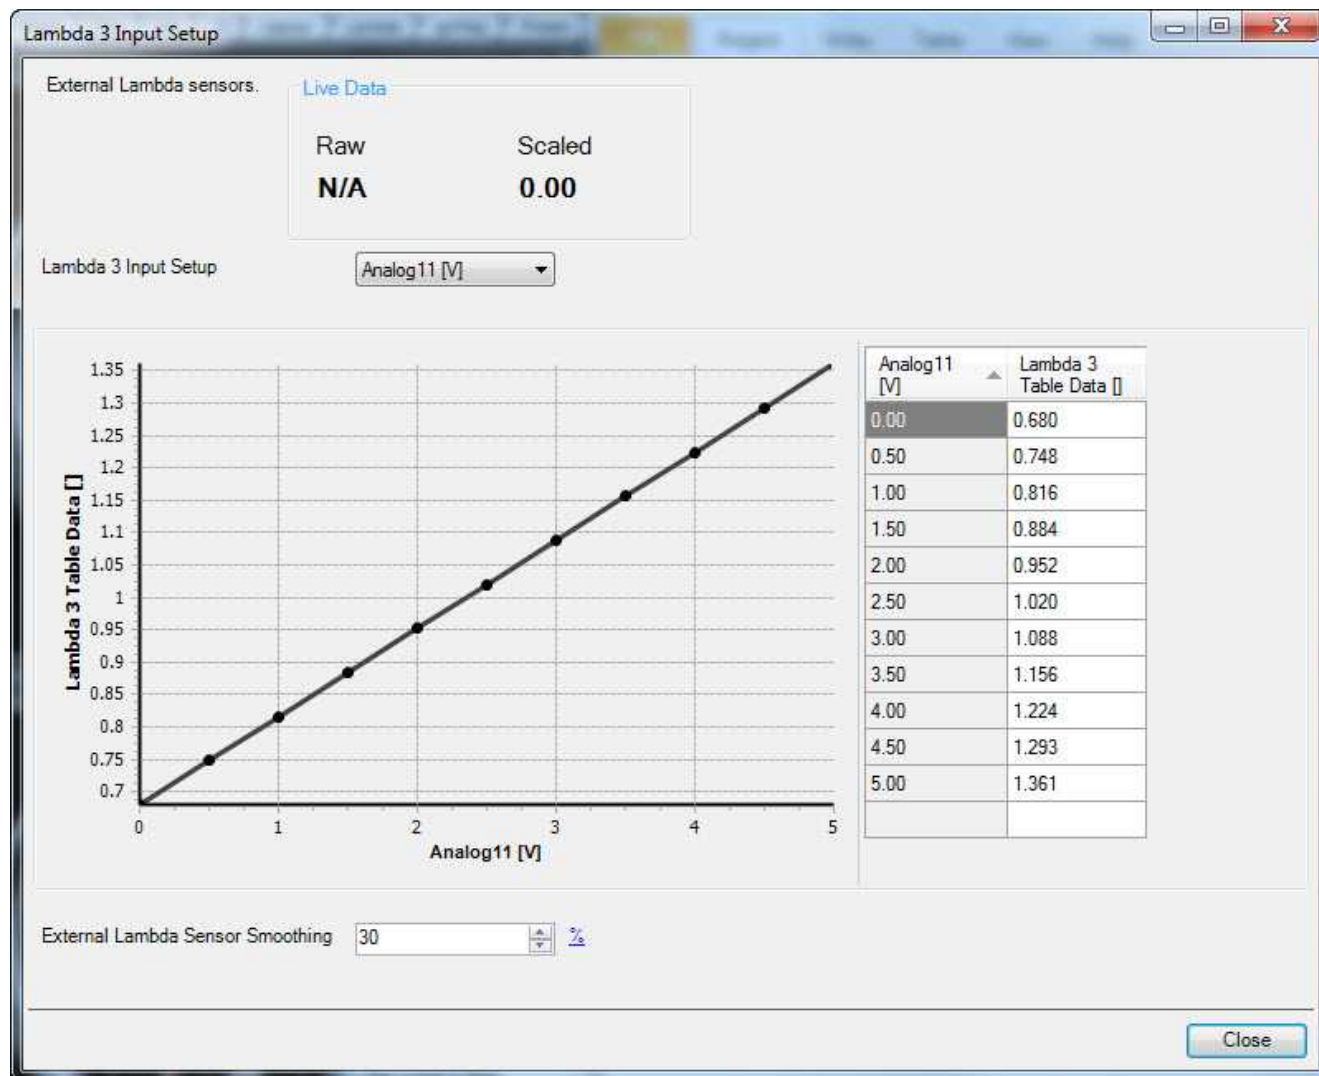 Lambda 3 Input Setup
External Lambda sensors.
Live Data
Raw Scaled
N/A 0.00
Lambda 3 Input Setup Analog11 [V]
1.35
1.3
1.25
1.2
1.15
1.1
1.05
1
0.95
0.9
0.85
0.8
0.75
0.7
Lambda 3 Table Data []
0 1 2 3 4 5
Analog11 [V]
Analog11 Lambda 3
[V] Table Data []
0.00 0.680
0.50 0.748
1.00 0.816
1.50 0.884
2.00 0.952
2.50 1.020
3.00 1.088
3.50 1.156
4.00 1.224
4.50 1.293
5.00 1.361
External Lambda Sensor Smoothing 30 %
Close